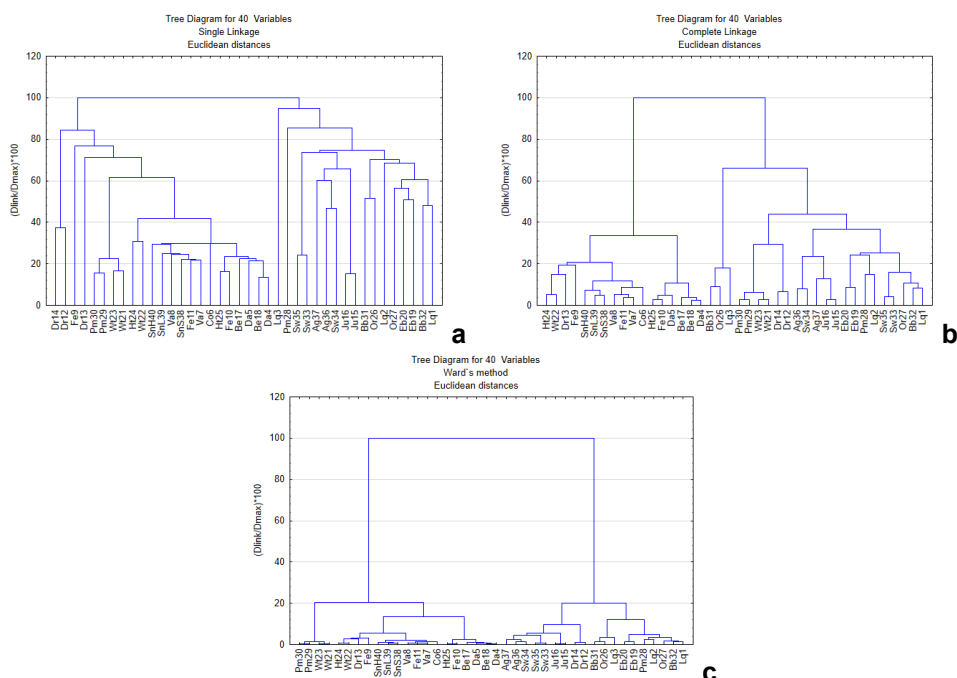 Tree Diagram for 40 Variables
Single Linkage
Euclidean distances
120
100
80
60
40
20
0
(Dlink/Dmax)*100
Dr14 Dr12 Fe9 Dr13 Pm30 Pm29 Wt23 Wt21 Ht24 Wt22 SnH40 SnL39 Va8 SnS38 Fe11 Va7 Co6 Ht25 Fe10 Be17 Da5 Be18 Da4 Lq3 Pm28 Sw35 Sw33 Ag37 Ag36 Sw34 Ju16 Ju15 Bb31 Or26 Lq2 Or27 Eb20 Eb19 Bb32 Lq1
a
Tree Diagram for 40 Variables
Complete Linkage
Euclidean distances
120
100
80
60
40
20
0
(Dlink/Dmax)*100
Ht24 Wt22 Dr13 Fe9 SnH40 SnL39 SnS38 Va8 Fe11 Va7 Co6 Ht25 Fe10 Da5 Be17 Be18 Da4 Bb31 Or26 Lq3 Pm30 Pm29 Wt23 Wt21 Dr14 Dr12 Ag36 Sw34 Ag37 Ju16 Ju15 Eb20 Eb19 Pm28 Lq2 Sw35 Sw33 Or27 Bb32 Lq1
b
Tree Diagram for 40 Variables
Ward`s method
Euclidean distances
120
100
80
60
40
20
0
(Dlink/Dmax)*100
Pm30 Pm29 Wt23 Wt21 Ht24 Wt22 Dr13 Fe9 SnH40 SnL39 SnS38 Va8 Fe11 Va7 Co6 Ht25 Fe10 Be17 Da5 Be18 Da4 Ag37 Ag36 Sw34 Sw35 Sw33 Ju16 Ju15 Dr14 Dr12 Bb31 Or26 Lq3 Eb20 Eb19 Pm28 Lq2 Or27 Bb32 Lq1
c